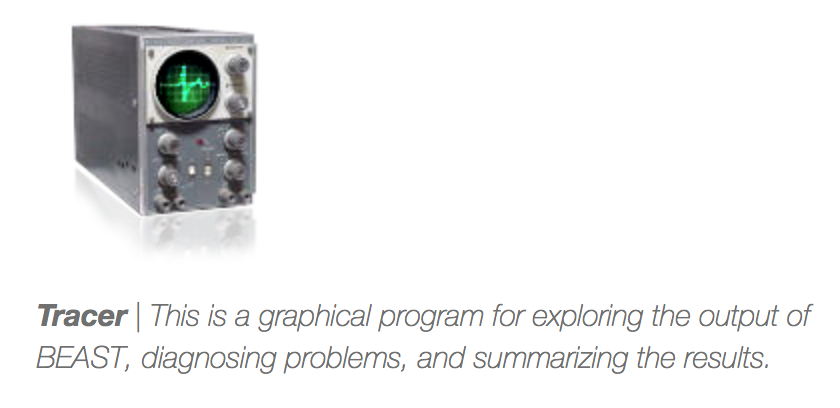 Tracer | This is a graphical program for exploring the output of
BEAST, diagnosing problems, and summarizing the results.